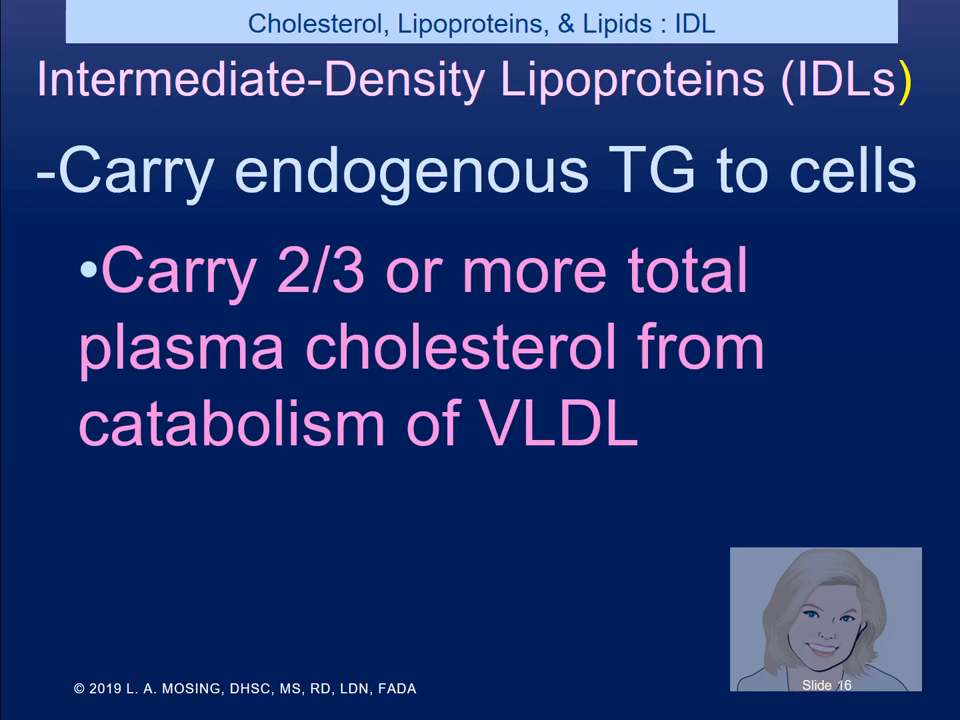 Cholesterol, Lipoproteins, & Lipids : IDL
Intermediate-Density Lipoproteins (IDLs)
-Carry endogenous TG to cells
•Carry 2/3 or more total
plasma cholesterol from
catabolism of VLDL
© 2019 L. A. MOSING, DHSC, MS, RD, LDN, FADA
Slide 16